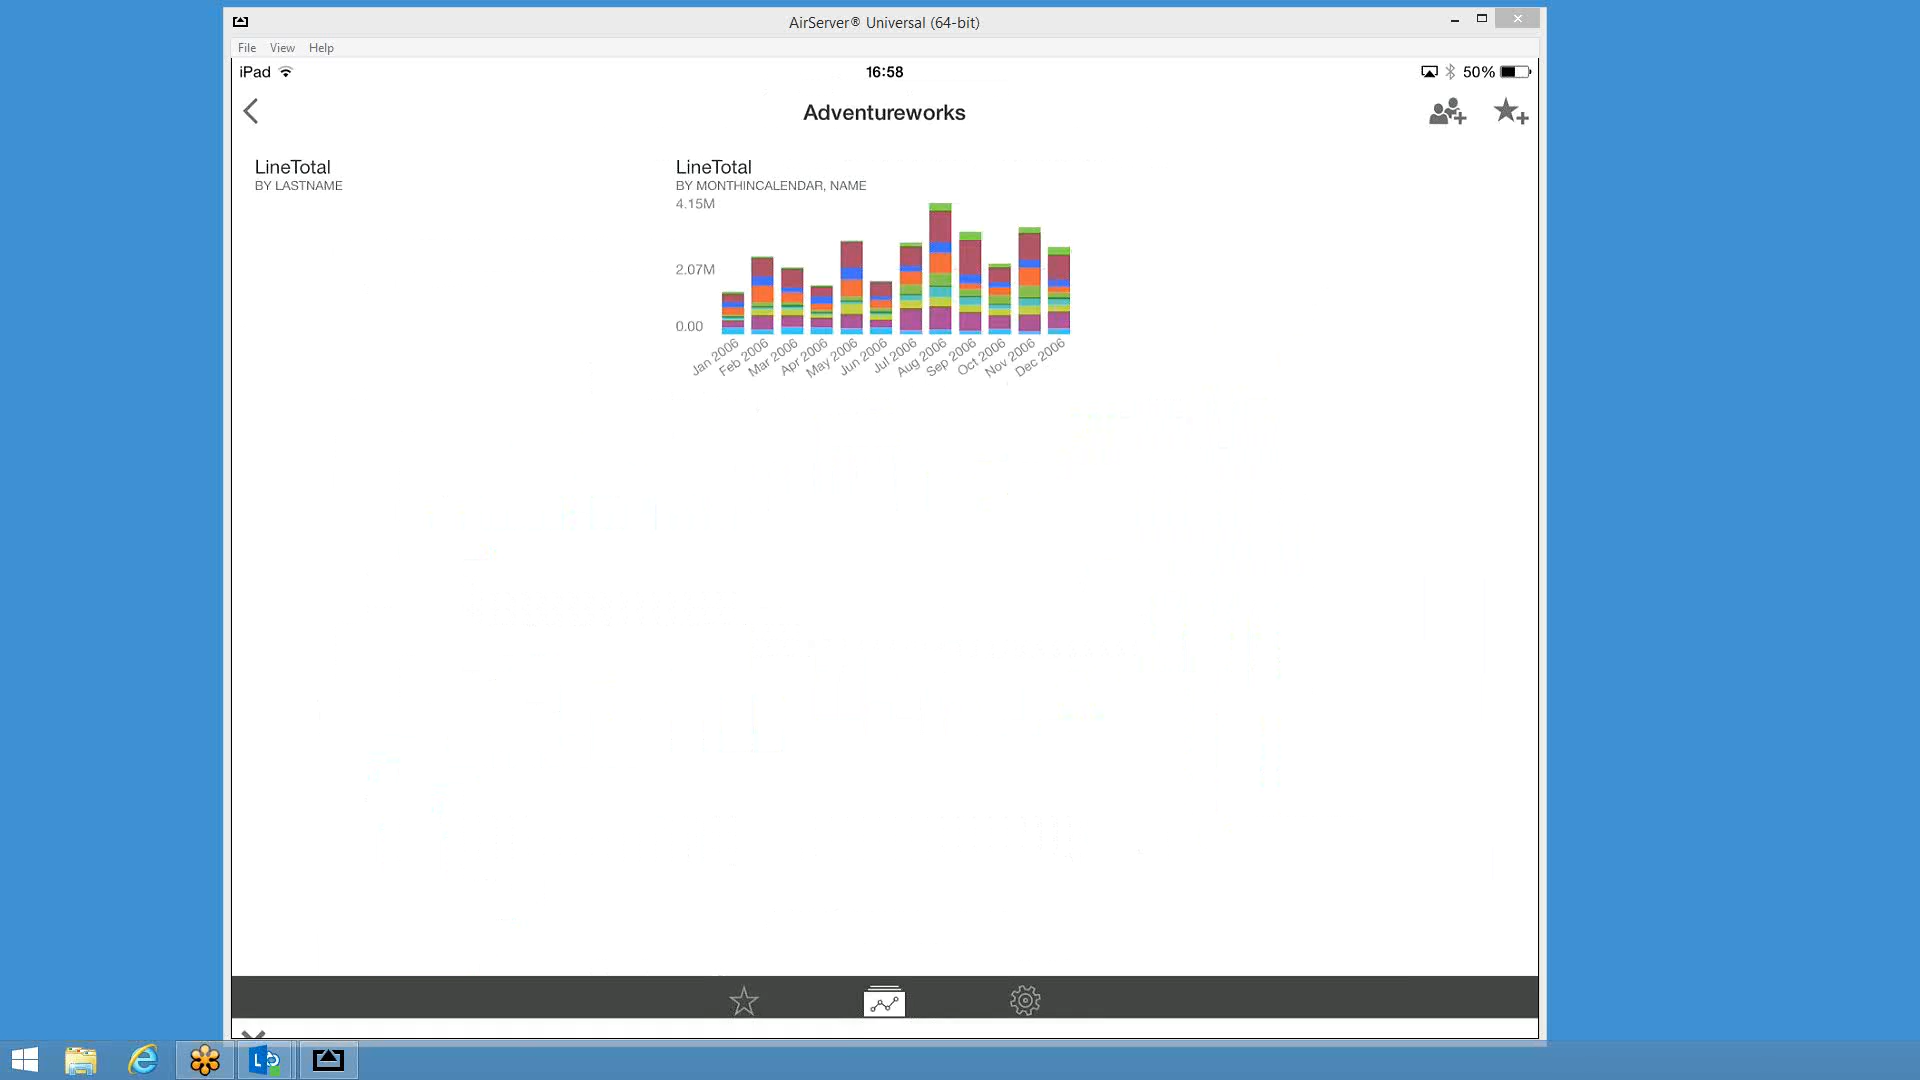 AirServer® Universal (64-bit)
File View Help
iPad 16:58 50%
Adventureworks
LineTotal
BY LASTNAME
LineTotal
BY MONTHINCALENDAR, NAME
4.15M
2.07M
0.00
Jan 2006
Feb 2006
Mar 2006
Apr 2006
May 2006
Jun 2006
Jul 2006
Aug 2006
Sep 2006
Oct 2006
Nov 2006
Dec 2006